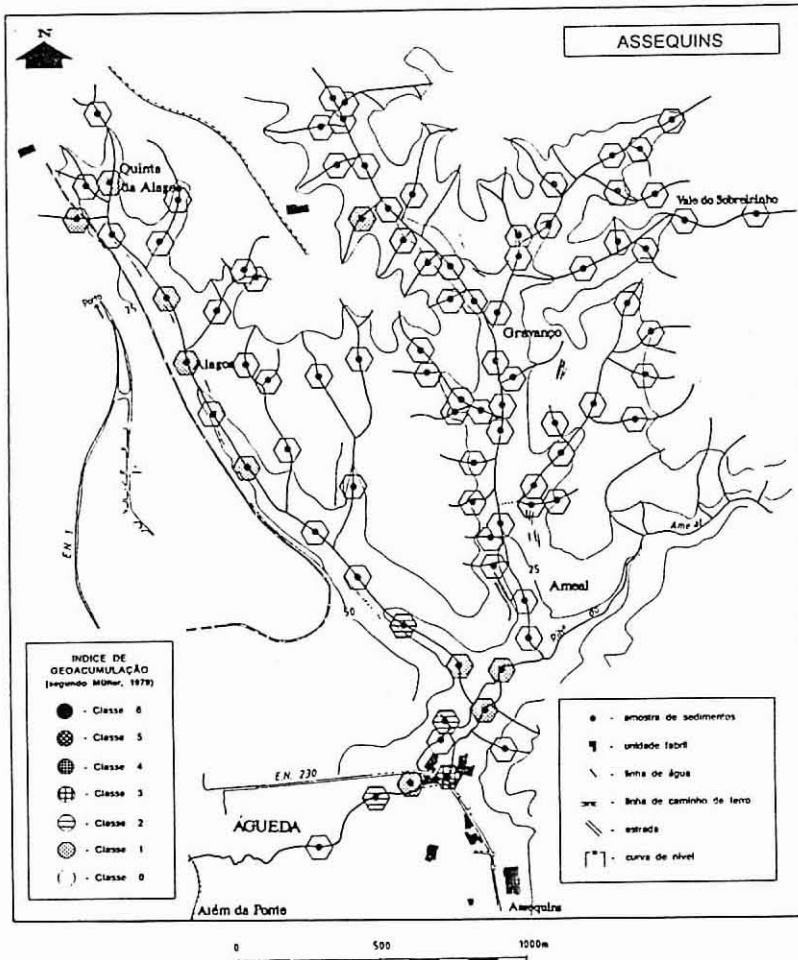 N
ASSEQUINS
Quinta
da Alagoa
Vale do Sobreirinho
Porto
25
Alagoa
Gravanço
E.N. 1
Ameal
25
Ameal
50
E.N. 230
ÁGUEDA
Além da Ponte
Assequins
INDICE DE
GEOACUMULAÇÃO
(segundo Müller, 1979)
- Classe 6
- Classe 5
- Classe 4
- Classe 3
- Classe 2
- Classe 1
- Classe 0
- amostra de sedimentos
- unidade fabril
- linha de água
- linha de caminho de ferro
- estrada
- curva de nível
0 500 1000m